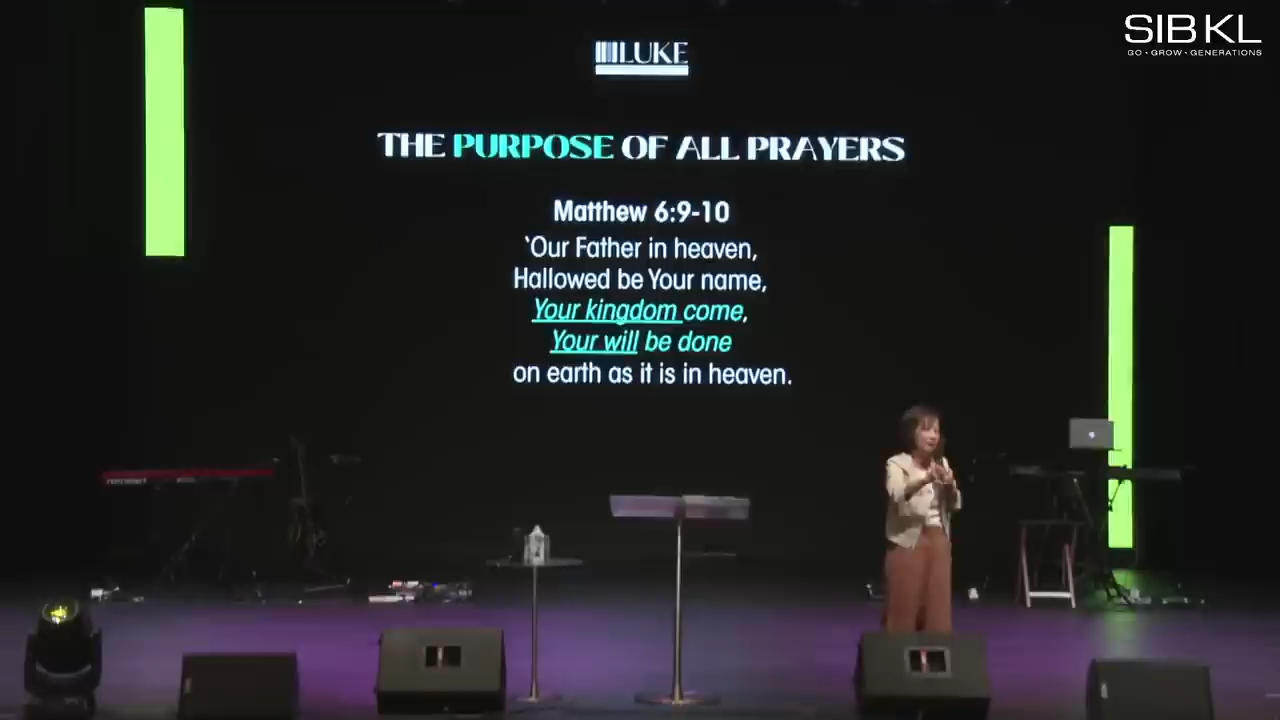 SIBKL
GO • GROW • GENERATIONS
LUKE
THE PURPOSE OF ALL PRAYERS
Matthew 6:9-10
‘Our Father in heaven,
Hallowed be Your name,
Your kingdom come,
Your will be done
on earth as it is in heaven.